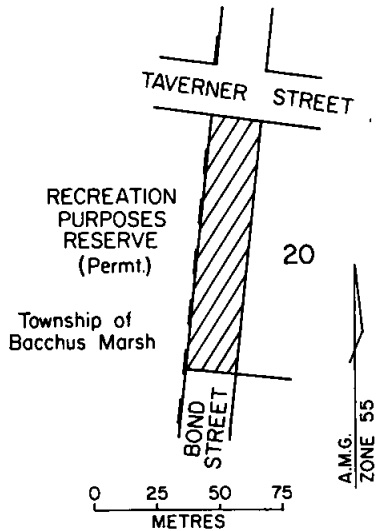 TAVERNER STREET
RECREATION
PURPOSES
RESERVE
(Permt.)
20
Township of
Bacchus Marsh
BOND
STREET
A.M.G.
ZONE 55
0 25 50 75
METRES